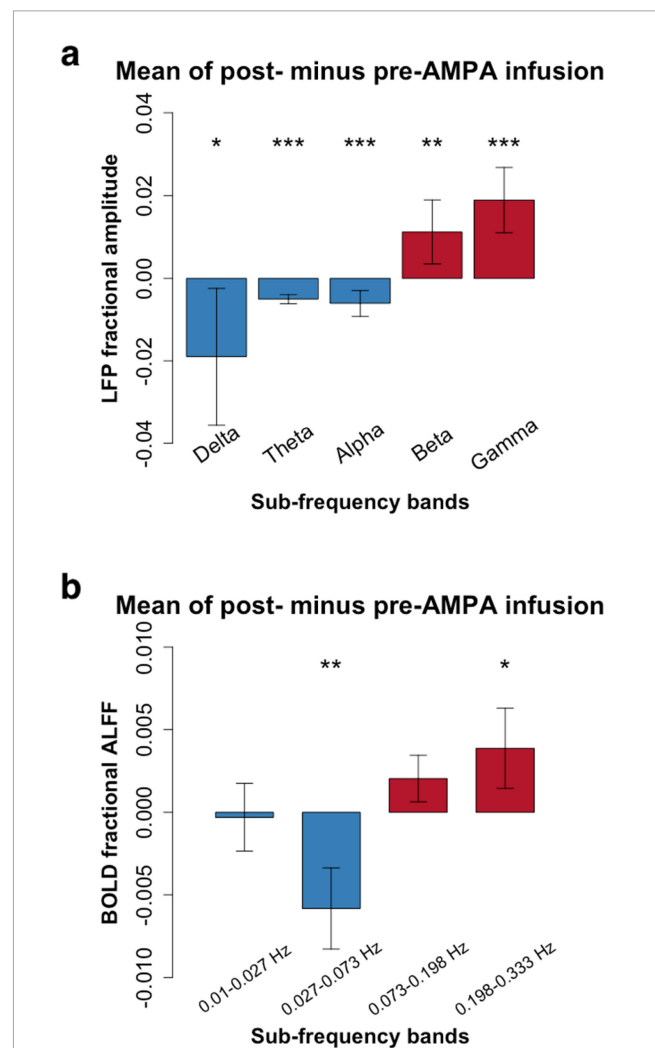 a
Mean of post- minus pre-AMPA infusion
LFP fractional amplitude
0.04
0.02
0.00
-0.02
-0.04
* *** *** ** ***
Delta Theta Alpha Beta Gamma
Sub-frequency bands
b
Mean of post- minus pre-AMPA infusion
BOLD fractional ALFF
0.010
0.005
0.000
-0.005
-0.010
** *
0.01-0.027 Hz 0.027-0.073 Hz 0.073-0.198 Hz 0.198-0.333 Hz
Sub-frequency bands